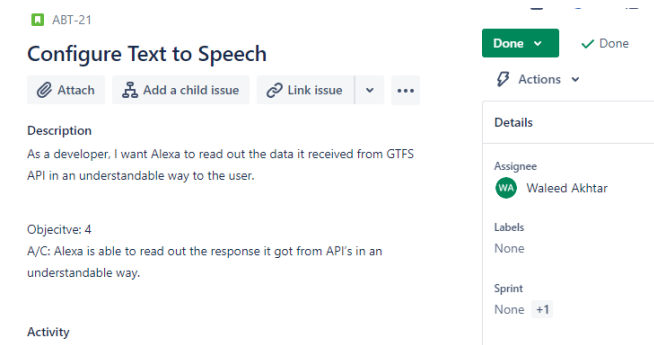 ABT-21
Configure Text to Speech
Attach
Add a child issue
Link issue
Description
As a developer, I want Alexa to read out the data it received from GTFS
API in an understandable way to the user.
Objecitve: 4
A/C: Alexa is able to read out the response it got from API's in an
understandable way.
Activity
Done
Done
Actions
Details
Assignee
WA Waleed Akhtar
Labels
None
Sprint
None +1